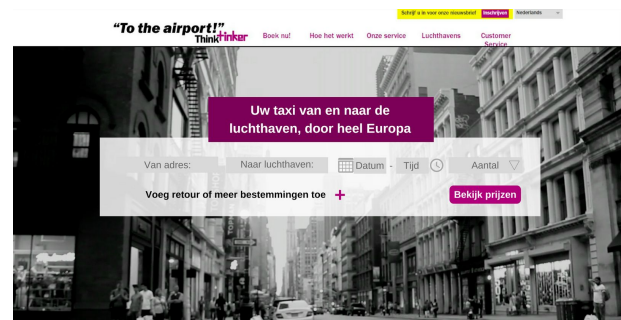 Schrijf u in voor onze nieuwsbrief Inschrijven Nederlands
"To the airport!"
Thinktinker
Boek nu! Hoe het werkt Onze service Luchthavens Customer Service
Uw taxi van en naar de
luchthaven, door heel Europa
Van adres: Naar luchthaven: Datum - Tijd Aantal
Voeg retour of meer bestemmingen toe + Bekijk prijzen